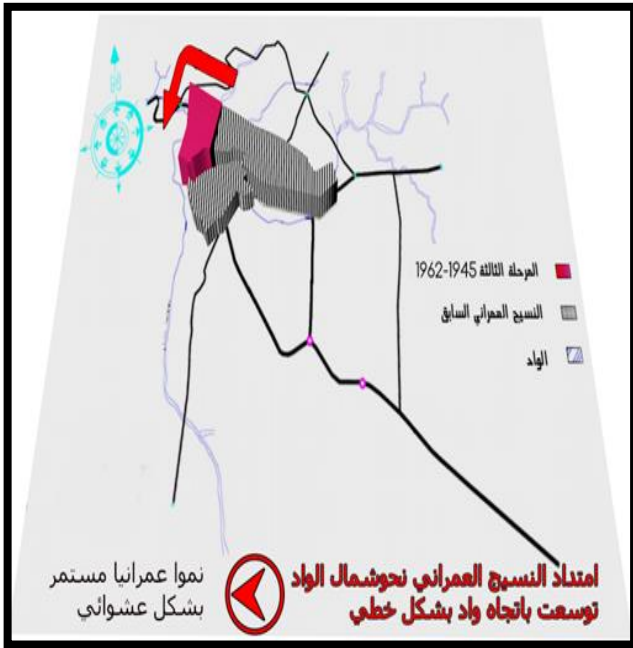 المرحلة الثالثة 1945-1962
النسيج العمراني السابق
الواد
امتداد النسيج العمراني نحوشمال الواد
توسعت باتجاه واد بشكل خطي
نموا عمرانيا مستمر
بشكل عشوائي